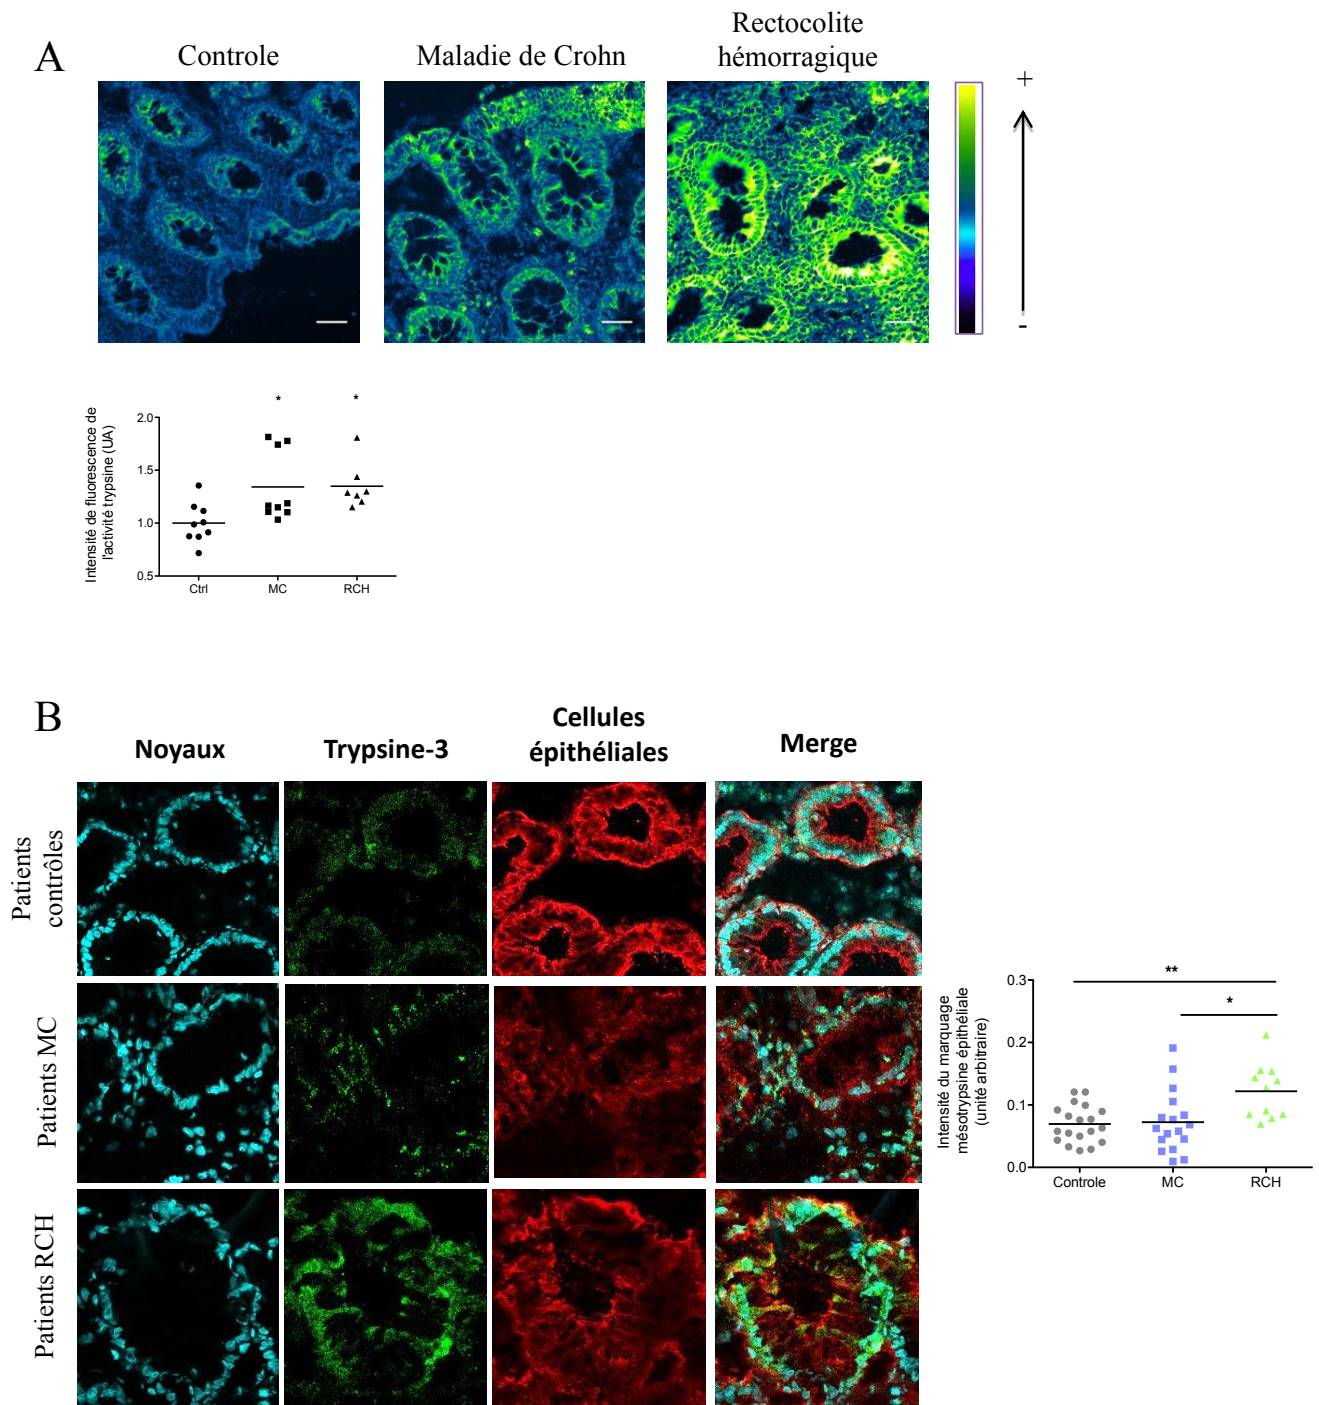 A
Controle
Maladie de Crohn
Rectocolite
hémorragique
+
-
Intensité de fluorescence de
l'activité trypsine (UA)
2.0
1.5
1.0
0.5
*
*
Ctrl
MC
RCH
B
Noyaux
Trypsine-3
Cellules
épithéliales
Merge
Patients
contrôles
Patients MC
Patients RCH
Intensité du marquage
mésotrypsine épithéliale
(unité arbitraire)
0.3
0.2
0.1
0.0
**
*
Controle
MC
RCH